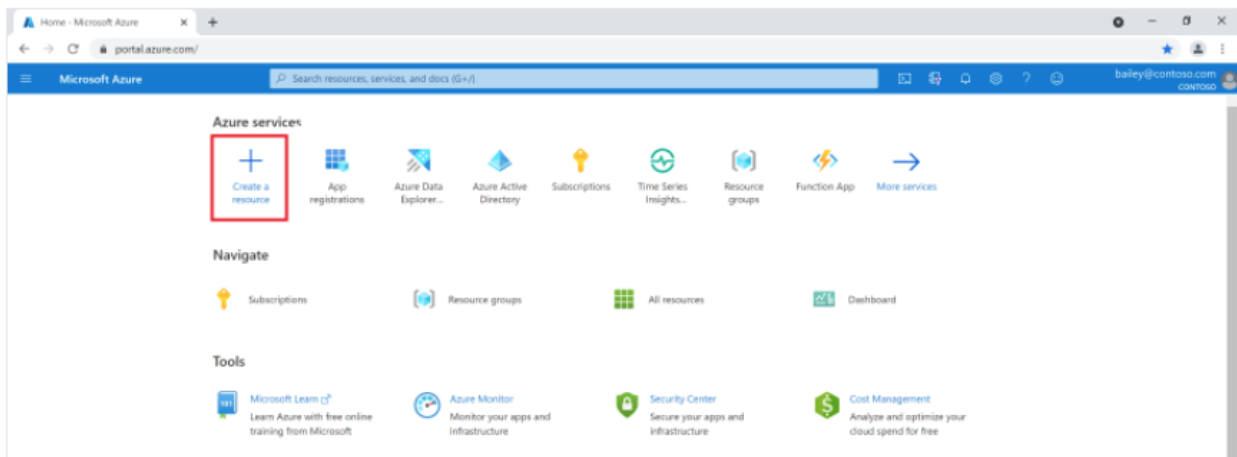 Home - Microsoft Azure
portal.azure.com/
Microsoft Azure
Search resources, services, and docs (G+/)
bailey@contoso.com
CONTOSO
Azure services
Create a
resource
App
registrations
Azure Data
Explorer...
Azure Active
Directory
Subscriptions
Time Series
Insights...
Resource
groups
Function App
More services
Navigate
Subscriptions
Resource groups
All resources
Dashboard
Tools
101
Microsoft Learn
Learn Azure with free online
training from Microsoft
Azure Monitor
Monitor your apps and
infrastructure
Security Center
Secure your apps and
infrastructure
Cost Management
Analyze and optimize your
cloud spend for free